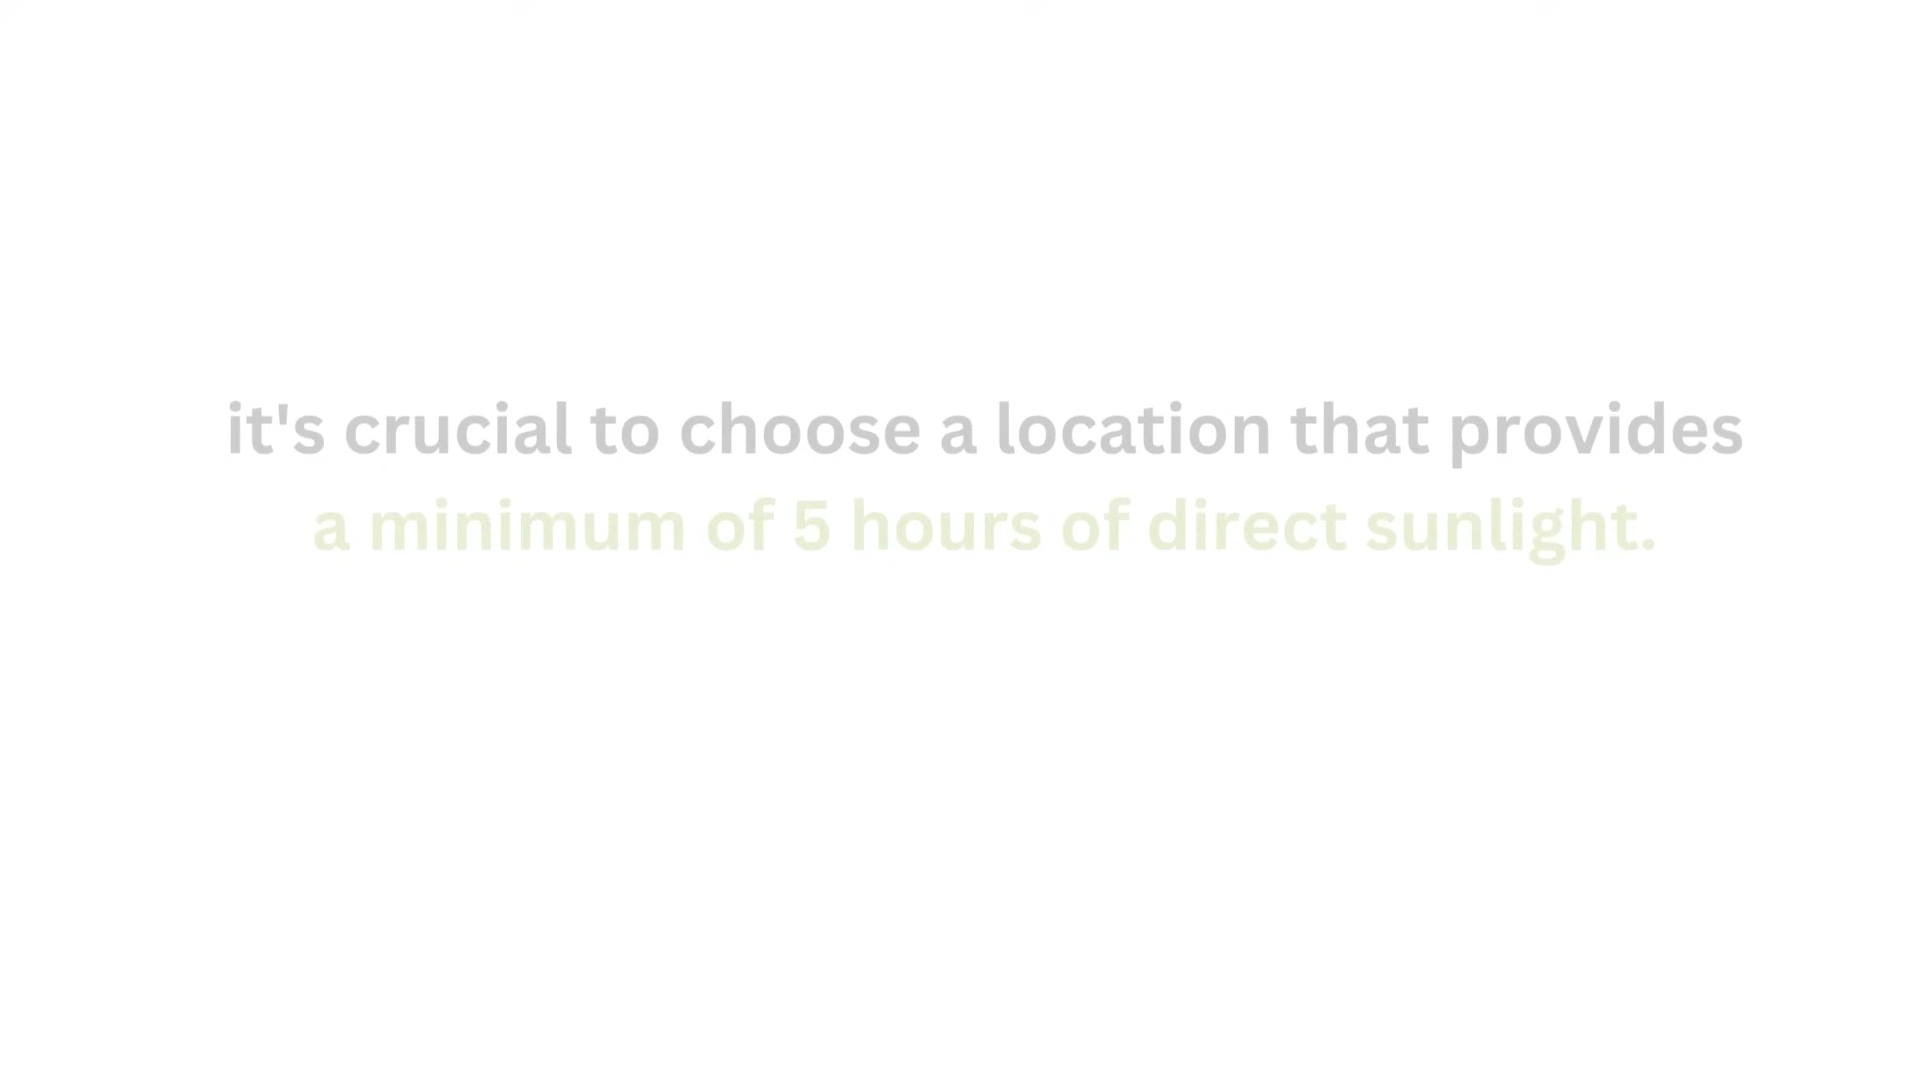 it's crucial to choose a location that provides
a minimum of 5 hours of direct sunlight.